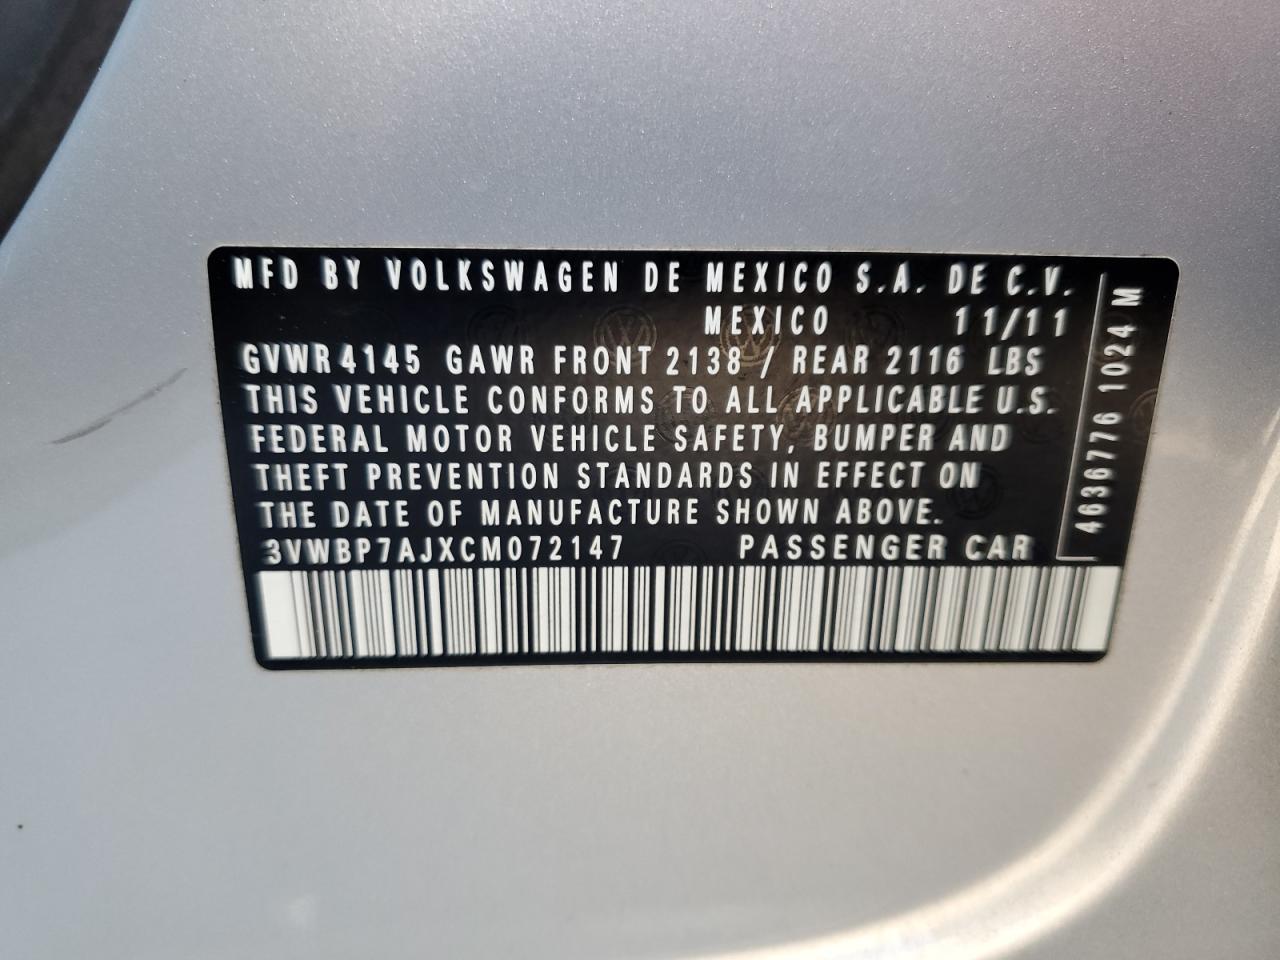 MFD BY VOLKSWAGEN DE MEXICO S.A. DE C.V.
MEXICO 11/11
GVWR 4145 GAWR FRONT 2138 / REAR 2116 LBS
THIS VEHICLE CONFORMS TO ALL APPLICABLE U.S.
FEDERAL MOTOR VEHICLE SAFETY, BUMPER AND
THEFT PREVENTION STANDARDS IN EFFECT ON
THE DATE OF MANUFACTURE SHOWN ABOVE.
3VWBP7AJXCM072147 PASSENGER CAR
4636776 1024 M